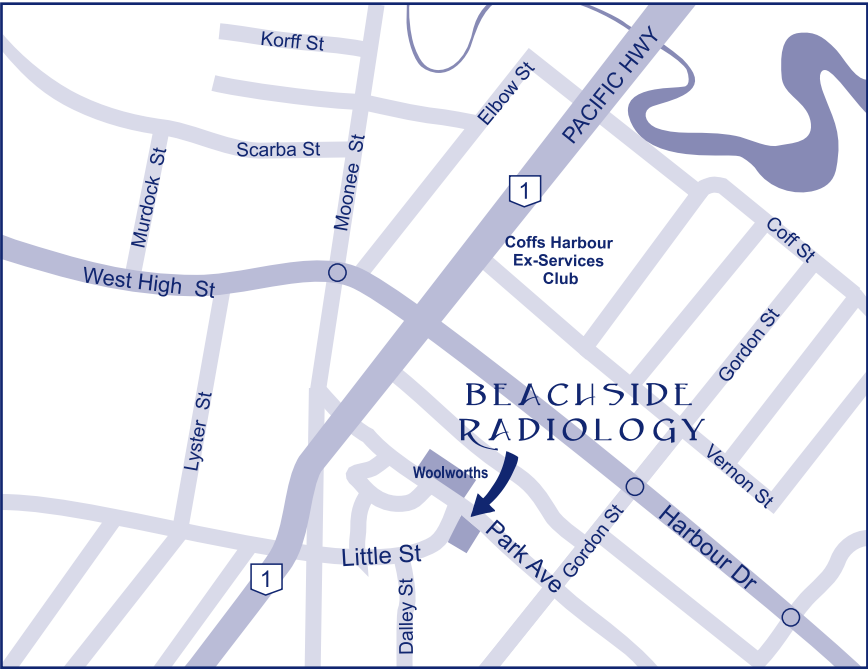 Korff St
Elbow St
PACIFIC HWY
Scarba St
Moonee St
Murdock St
1
Coff St
Coffs Harbour
Ex-Services
Club
West High St
Gordon St
BEACHSIDE
RADIOLOGY
Lyster St
Woolworths
Vernon St
Park Ave
Gordon St
Harbour Dr
Little St
1
Dalley St